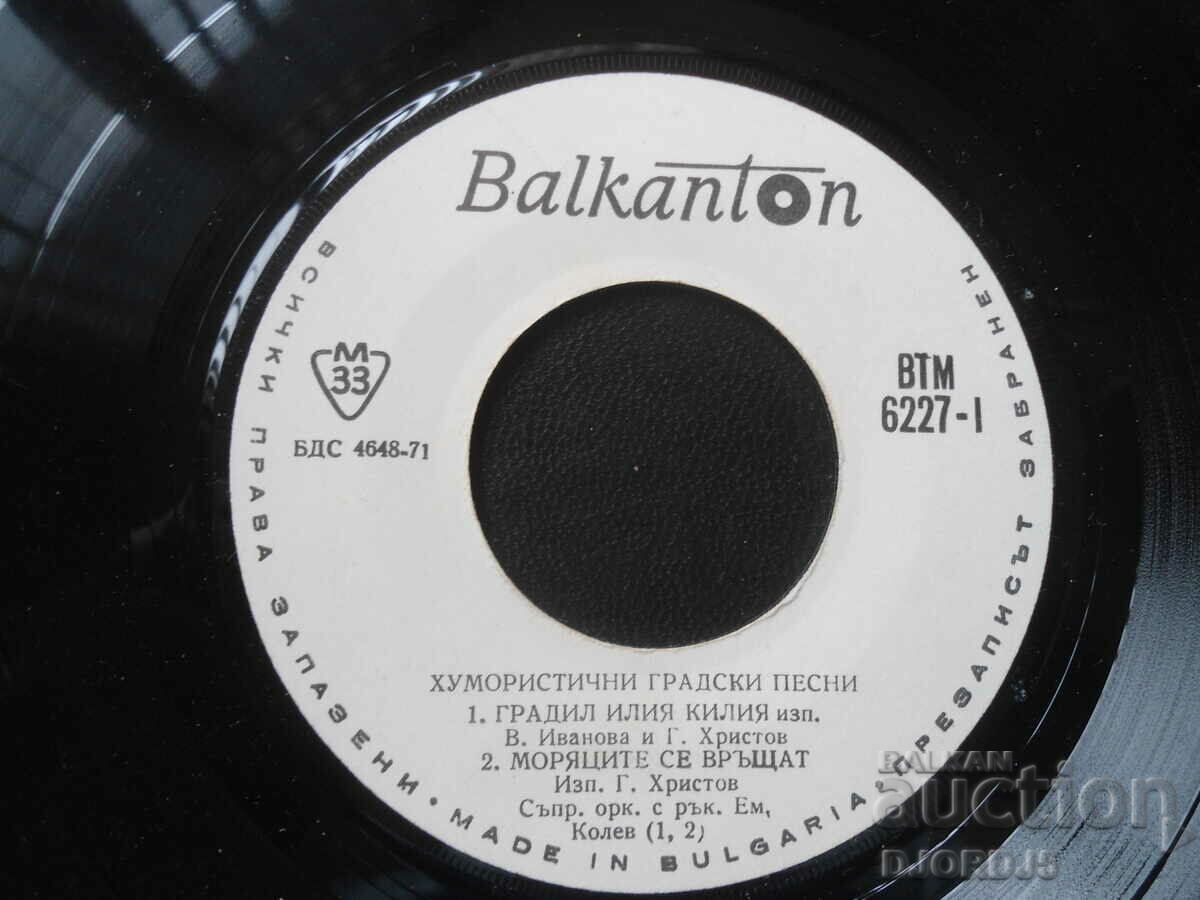 Balkanton
ВСИЧКИ ПРАВА ЗАПАЗЕНИ • MADE IN BULGARIA • ПРЕЗАПИСЪТ ЗАБРАНЕН
М
33
БДС 4648-71
ВТМ
6227-I
ХУМОРИСТИЧНИ ГРАДСКИ ПЕСНИ
1. ГРАДИЛ ИЛИЯ КИЛИЯ изп.
В. Иванова и Г. Христов
2. МОРЯЦИТЕ СЕ ВРЪЩАТ
Изп. Г. Христов
Съпр. орк. с рък. Ем,
Колев (1, 2)
BALKAN
auction
DJORDJ5